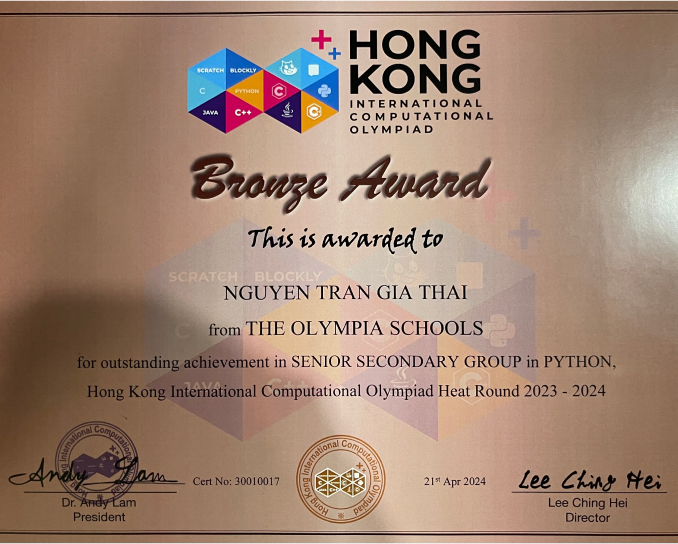 HONG
KONG
INTERNATIONAL
COMPUTATIONAL
OLYMPIAD
SCRATCH BLOCKLY
C PYTHON C
JAVA C++ C
Bronze Award
This is awarded to
SCRATCH BLOCKLY
NGUYEN TRAN GIA THAI
from THE OLYMPIA SCHOOLS
C
for outstanding achievement in SENIOR SECONDARY GROUP in PYTHON,
JAVA C++
Hong Kong International Computational Olympiad Heat Round 2023 - 2024
Andy Lam
Cert No: 30010017
Hong Kong International Computational Olympiad
21st Apr 2024
Lee Ching Hei
Dr. Andy Lam
President
Lee Ching Hei
Director